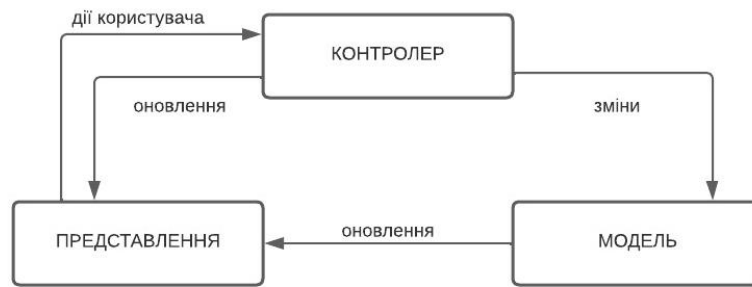 дії користувача
КОНТРОЛЕР
оновлення
зміни
ПРЕДСТАВЛЕННЯ
оновлення
МОДЕЛЬ